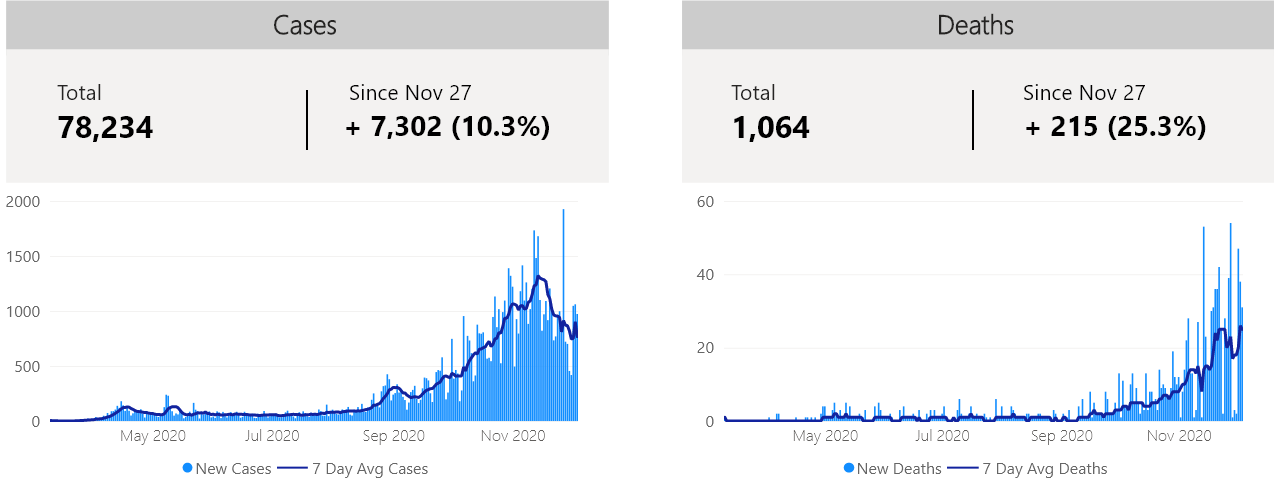 Cases
Total
Since Nov 27
78,234
+ 7,302 (10.3%)
2000
1500
1000
500
0
May 2020
Jul 2020
Sep 2020
Nov 2020
New Cases
7 Day Avg Cases
Deaths
Total
Since Nov 27
1,064
+ 215 (25.3%)
60
40
20
0
May 2020
Jul 2020
Sep 2020
Nov 2020
New Deaths
7 Day Avg Deaths